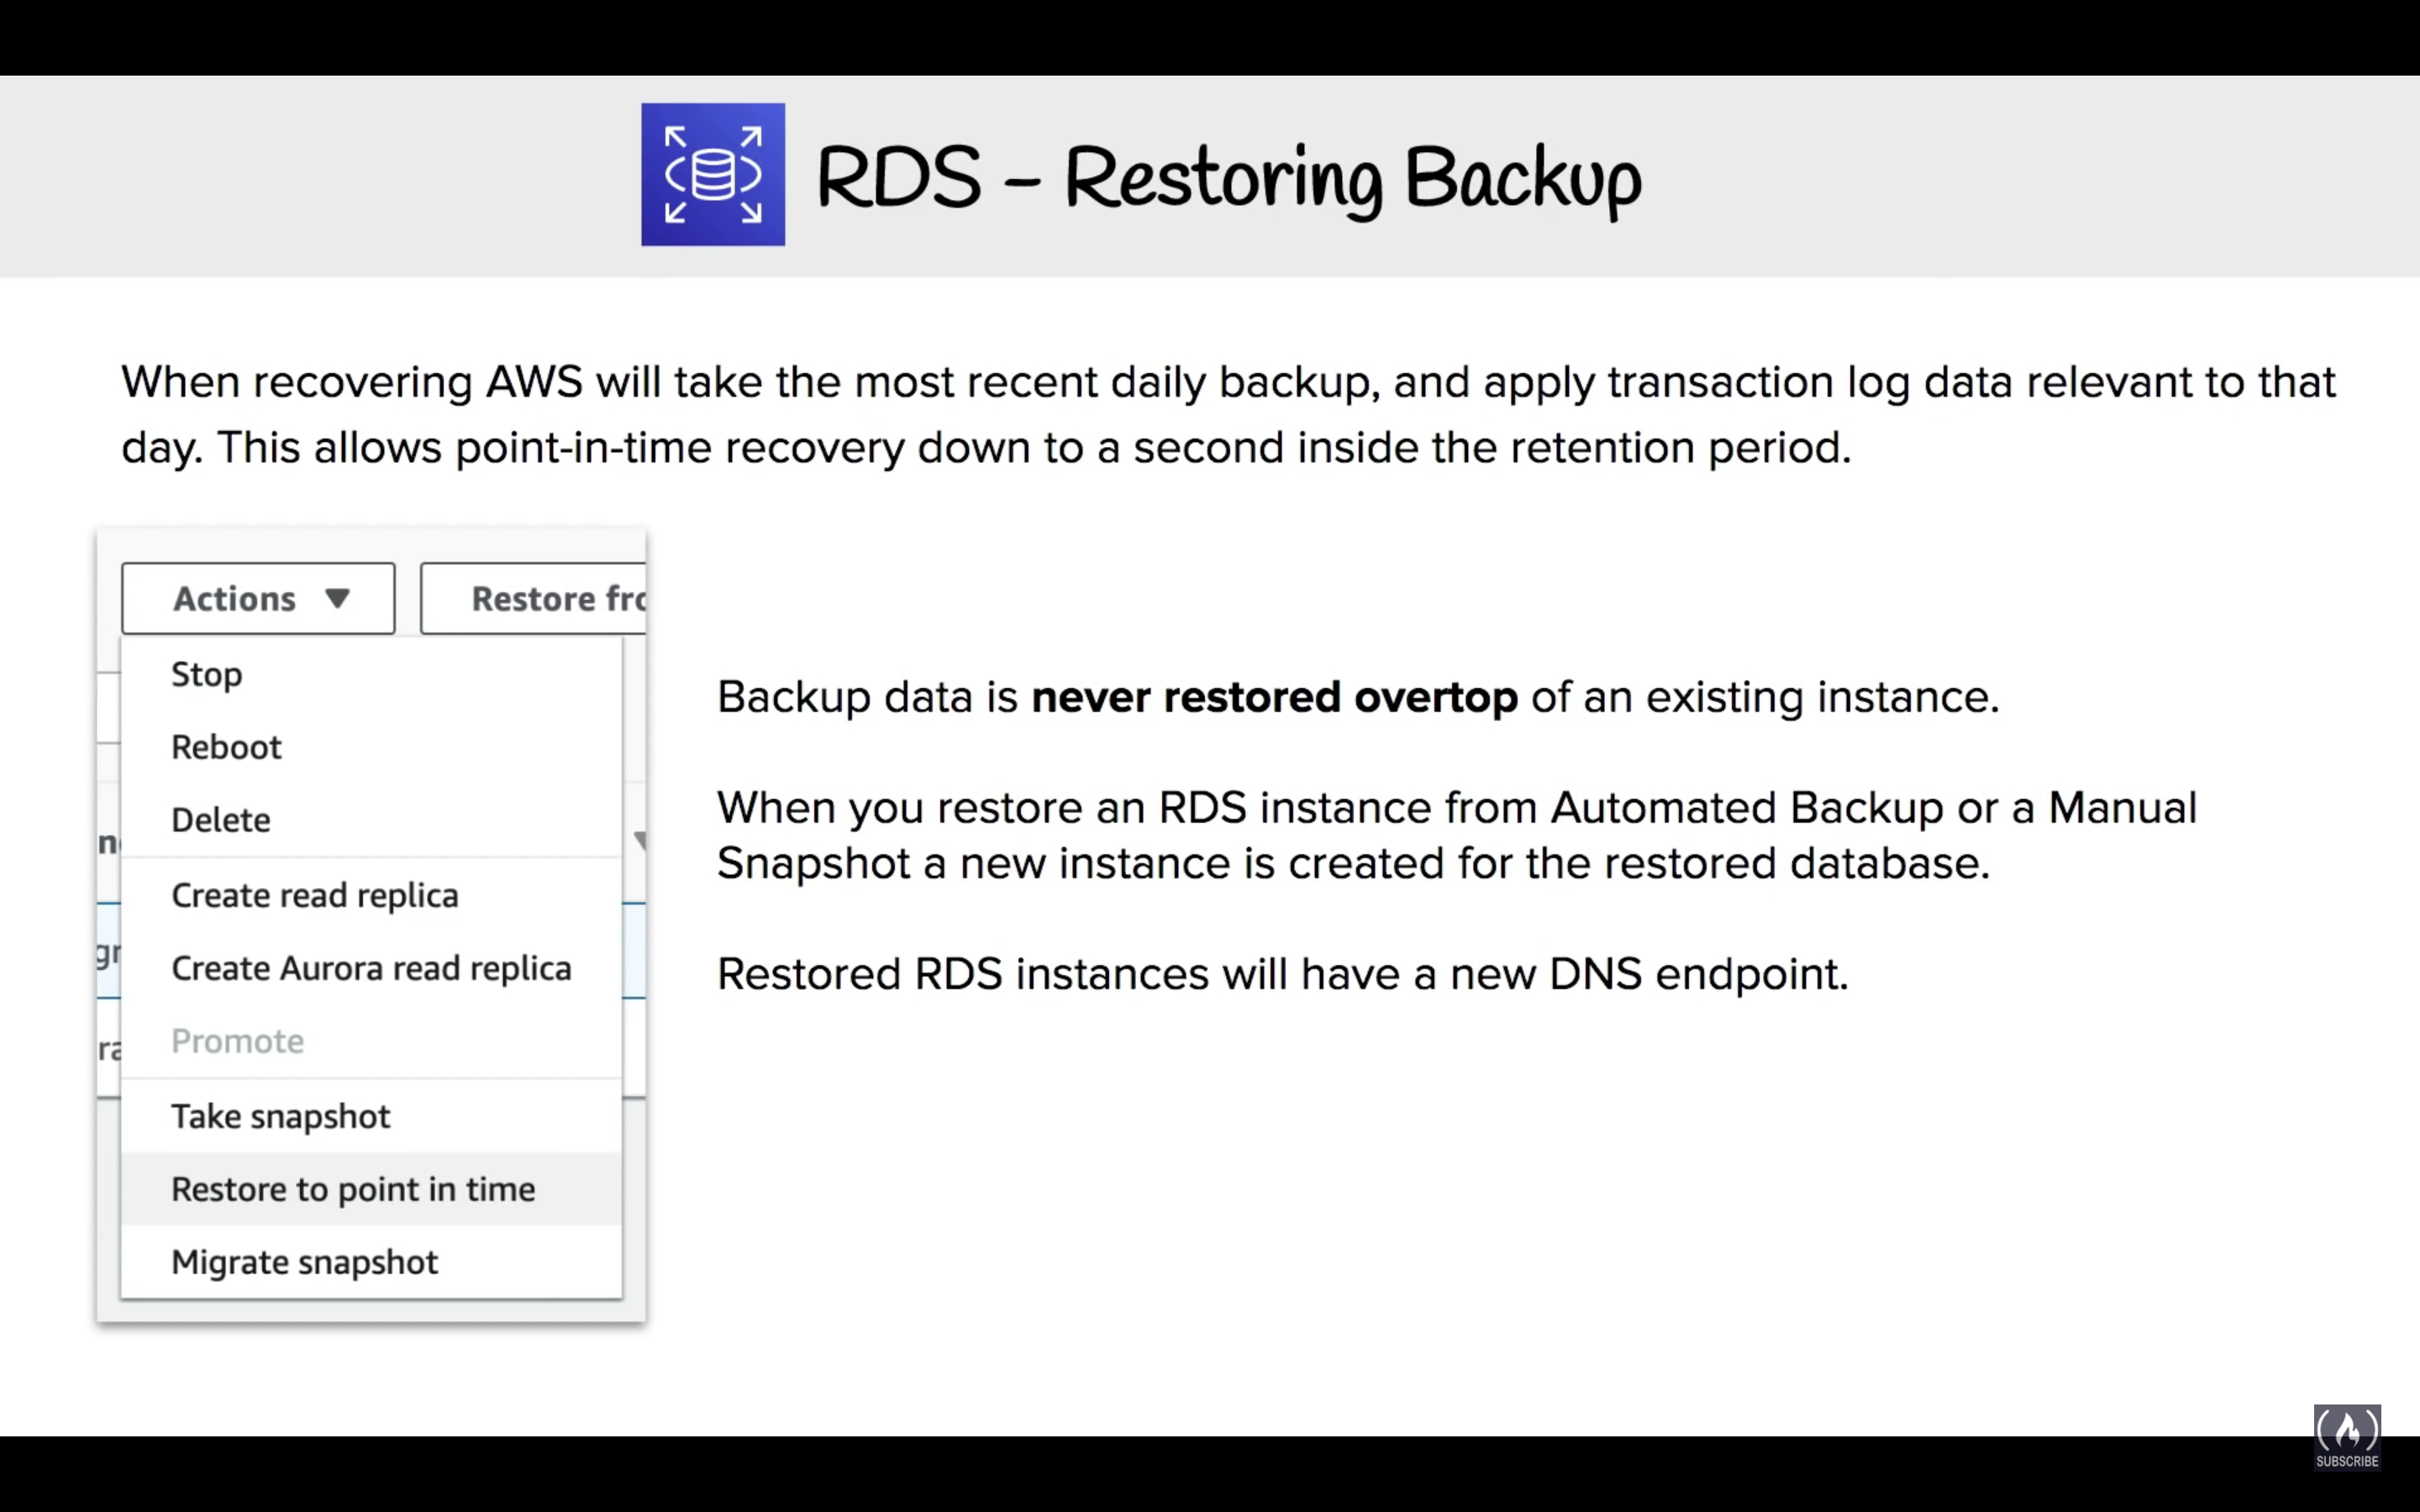 RDS – Restoring Backup
When recovering AWS will take the most recent daily backup, and apply transaction log data relevant to that
day. This allows point-in-time recovery down to a second inside the retention period.
Actions
Restore fro
Stop
Reboot
Delete
Create read replica
Create Aurora read replica
Promote
Take snapshot
Restore to point in time
Migrate snapshot
Backup data is never restored overtop of an existing instance.
When you restore an RDS instance from Automated Backup or a Manual
Snapshot a new instance is created for the restored database.
Restored RDS instances will have a new DNS endpoint.
SUBSCRIBE